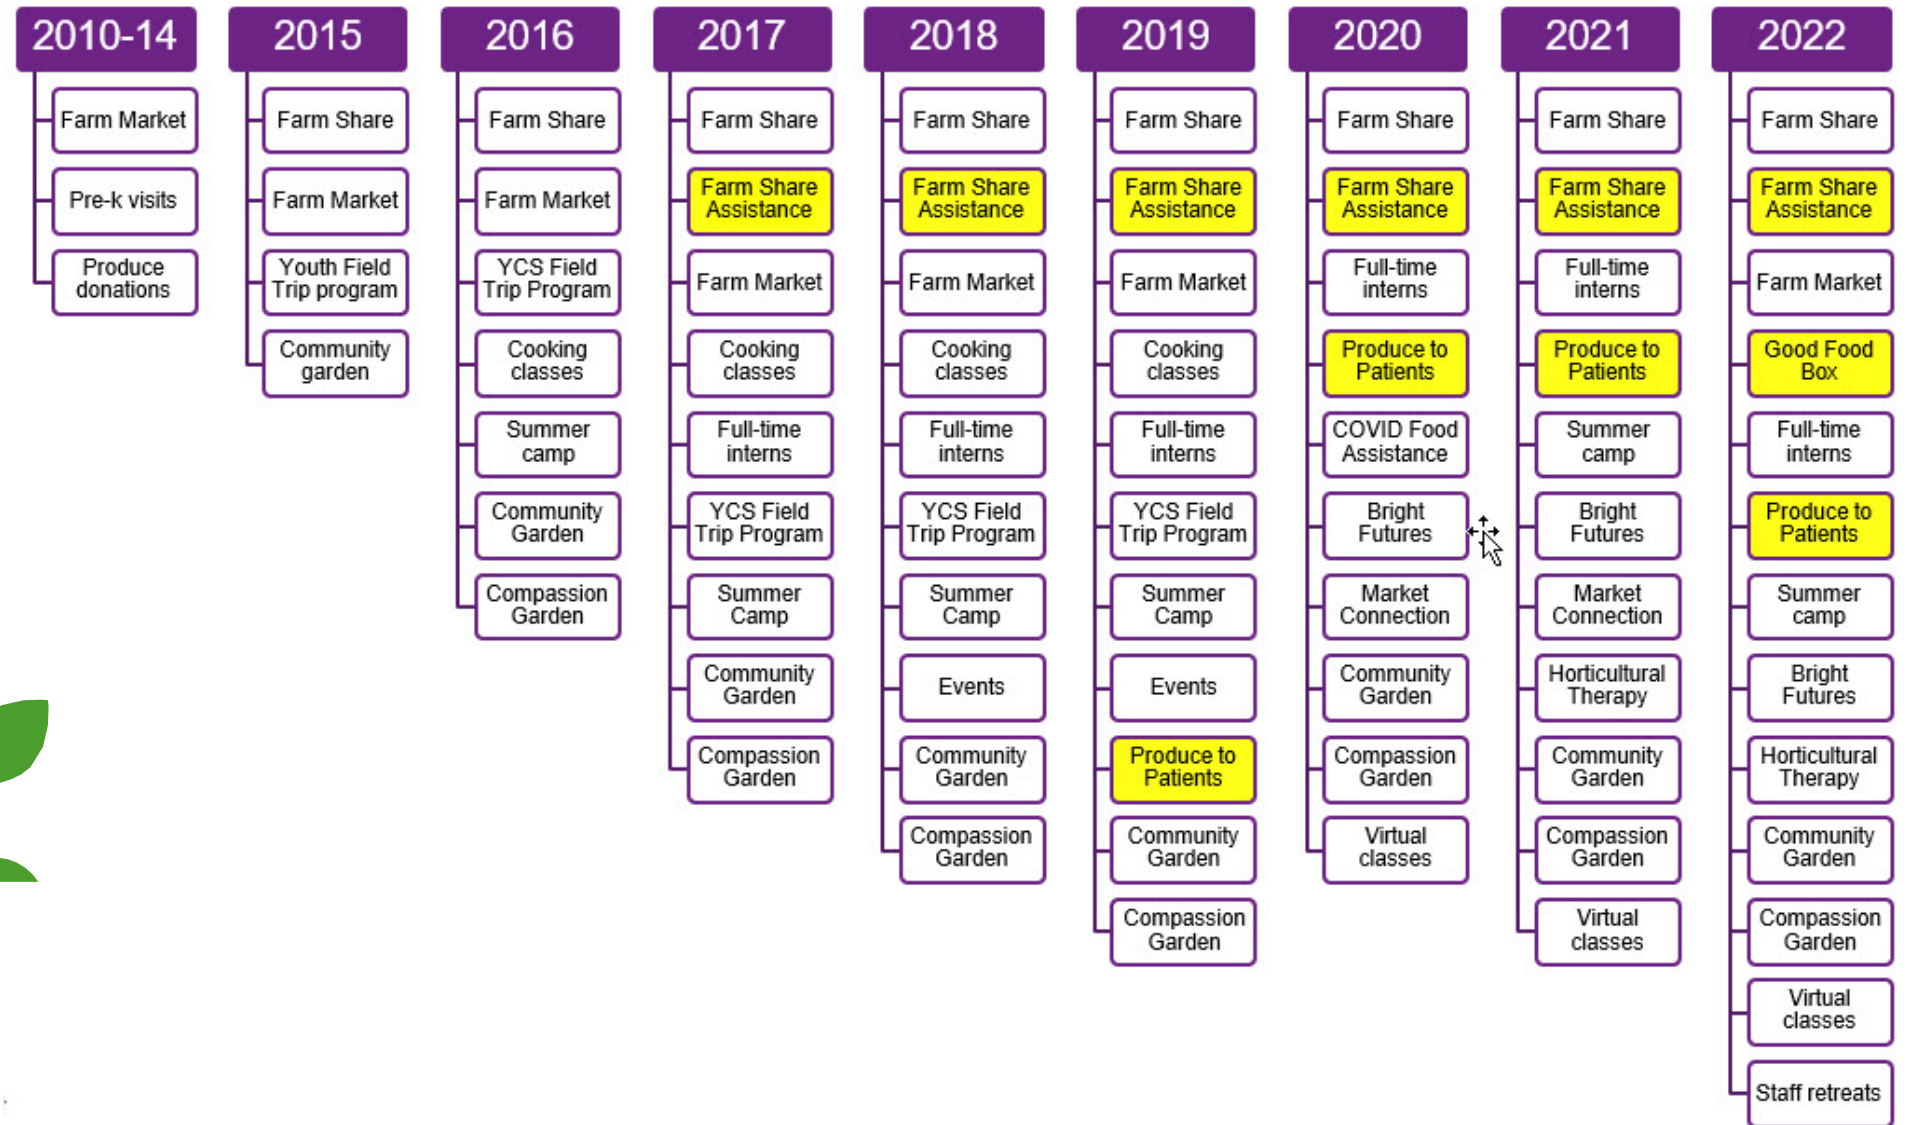 2010-14
Farm Market
Pre-k visits
Produce
donations
2015
Farm Share
Farm Market
Youth Field
Trip program
Community
garden
2016
Farm Share
Farm Market
YCS Field
Trip Program
Cooking
classes
Summer
camp
Community
Garden
Compassion
Garden
2017
Farm Share
Farm Share
Assistance
Farm Market
Cooking
classes
Full-time
interns
YCS Field
Trip Program
Summer
Camp
Community
Garden
Compassion
Garden
2018
Farm Share
Farm Share
Assistance
Farm Market
Cooking
classes
Full-time
interns
YCS Field
Trip Program
Summer
Camp
Events
Community
Garden
Compassion
Garden
2019
Farm Share
Farm Share
Assistance
Farm Market
Cooking
classes
Full-time
interns
YCS Field
Trip Program
Summer
Camp
Events
Produce to
Patients
Community
Garden
Compassion
Garden
2020
Farm Share
Farm Share
Assistance
Full-time
interns
Produce to
Patients
COVID Food
Assistance
Bright
Futures
Market
Connection
Community
Garden
Compassion
Garden
Virtual
classes
2021
Farm Share
Farm Share
Assistance
Full-time
interns
Produce to
Patients
Summer
camp
Bright
Futures
Market
Connection
Horticultural
Therapy
Community
Garden
Compassion
Garden
Virtual
classes
2022
Farm Share
Farm Share
Assistance
Farm Market
Good Food
Box
Full-time
interns
Produce to
Patients
Summer
camp
Bright
Futures
Horticultural
Therapy
Community
Garden
Compassion
Garden
Virtual
classes
Staff retreats